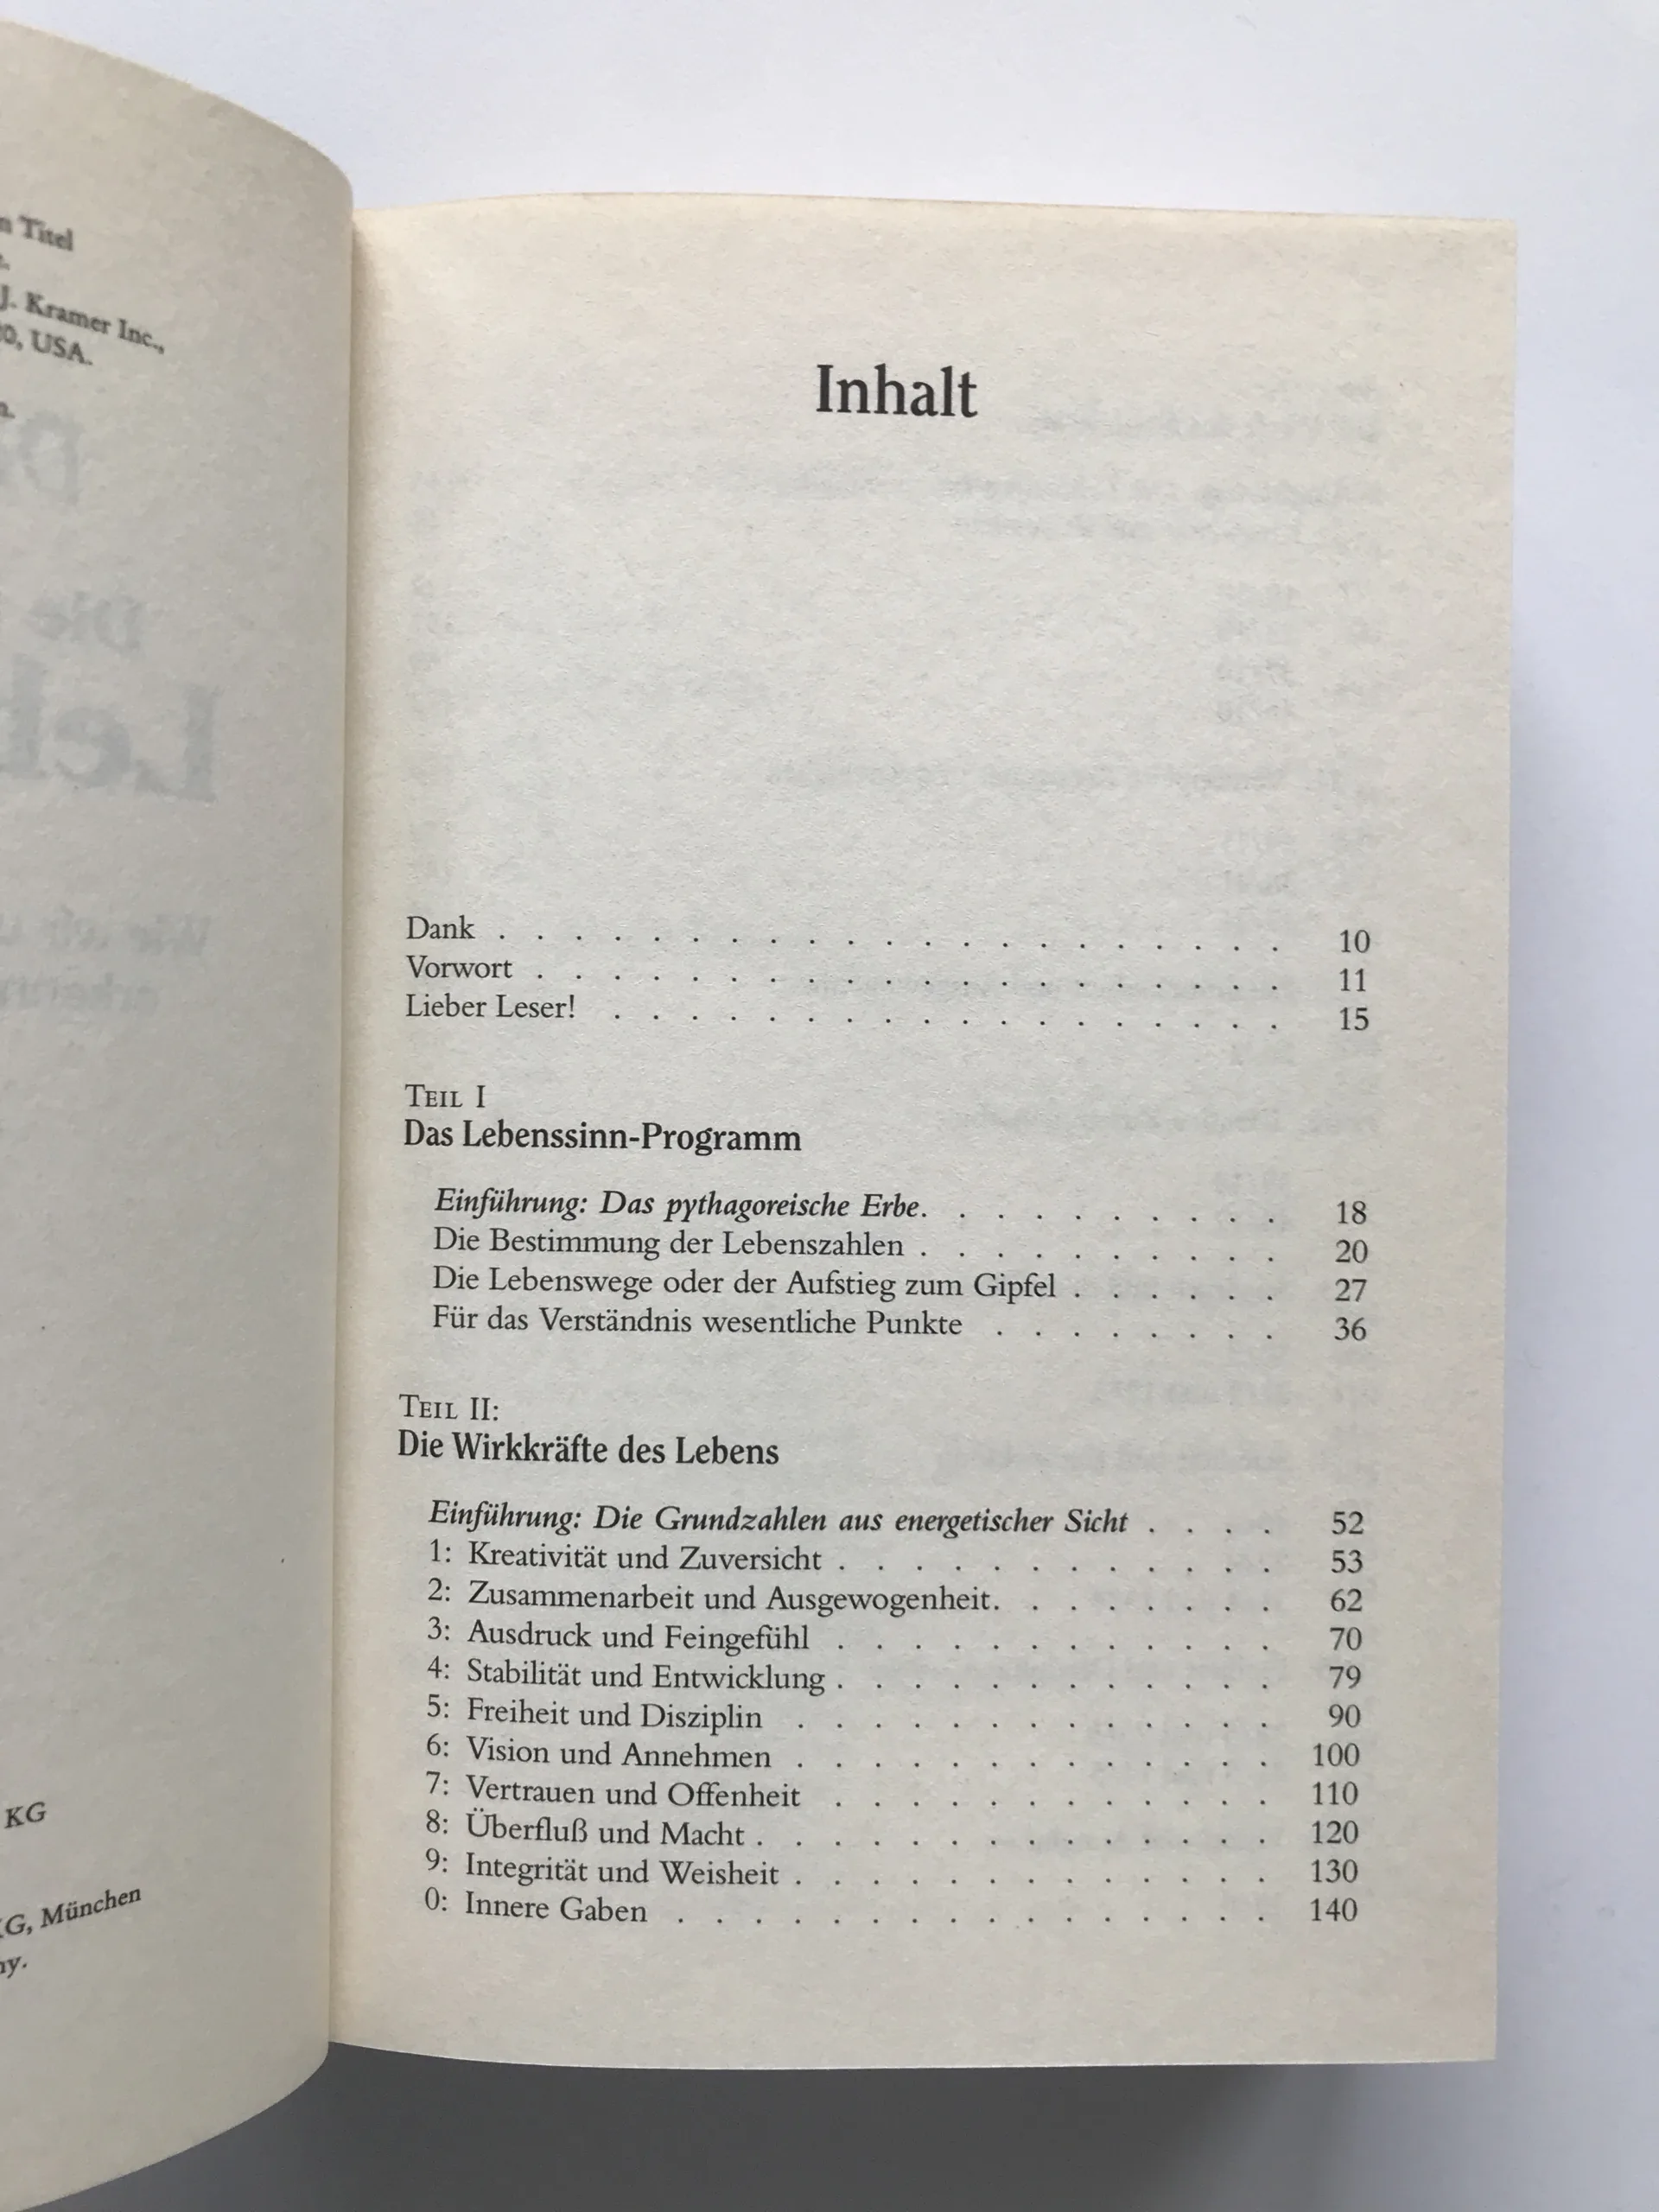 n Titel
J. Kramer Inc.,
USA.
KG
G, München
Inhalt
Dank . . . . . . . . . . . . . . . . . . . . . 10
Vorwort . . . . . . . . . . . . . . . . . . . . 11
Lieber Leser! . . . . . . . . . . . . . . . . . . 15
TEIL I
Das Lebenssinn-Programm
Einführung: Das pythagoreische Erbe. . . . . . . . . . 18
Die Bestimmung der Lebenszahlen . . . . . . . . . . 20
Die Lebenswege oder der Aufstieg zum Gipfel . . . . . . 27
Für das Verständnis wesentliche Punkte . . . . . . . . 36
TEIL II:
Die Wirkkräfte des Lebens
Einführung: Die Grundzahlen aus energetischer Sicht . . . . 52
1: Kreativität und Zuversicht . . . . . . . . . . . . 53
2: Zusammenarbeit und Ausgewogenheit. . . . . . . . 62
3: Ausdruck und Feingefühl . . . . . . . . . . . . 70
4: Stabilität und Entwicklung . . . . . . . . . . . . 79
5: Freiheit und Disziplin . . . . . . . . . . . . . 90
6: Vision und Annehmen . . . . . . . . . . . . . 100
7: Vertrauen und Offenheit . . . . . . . . . . . . 110
8: Überfluß und Macht . . . . . . . . . . . . . . 120
9: Integrität und Weisheit . . . . . . . . . . . . . 130
0: Innere Gaben . . . . . . . . . . . . . . . . 140